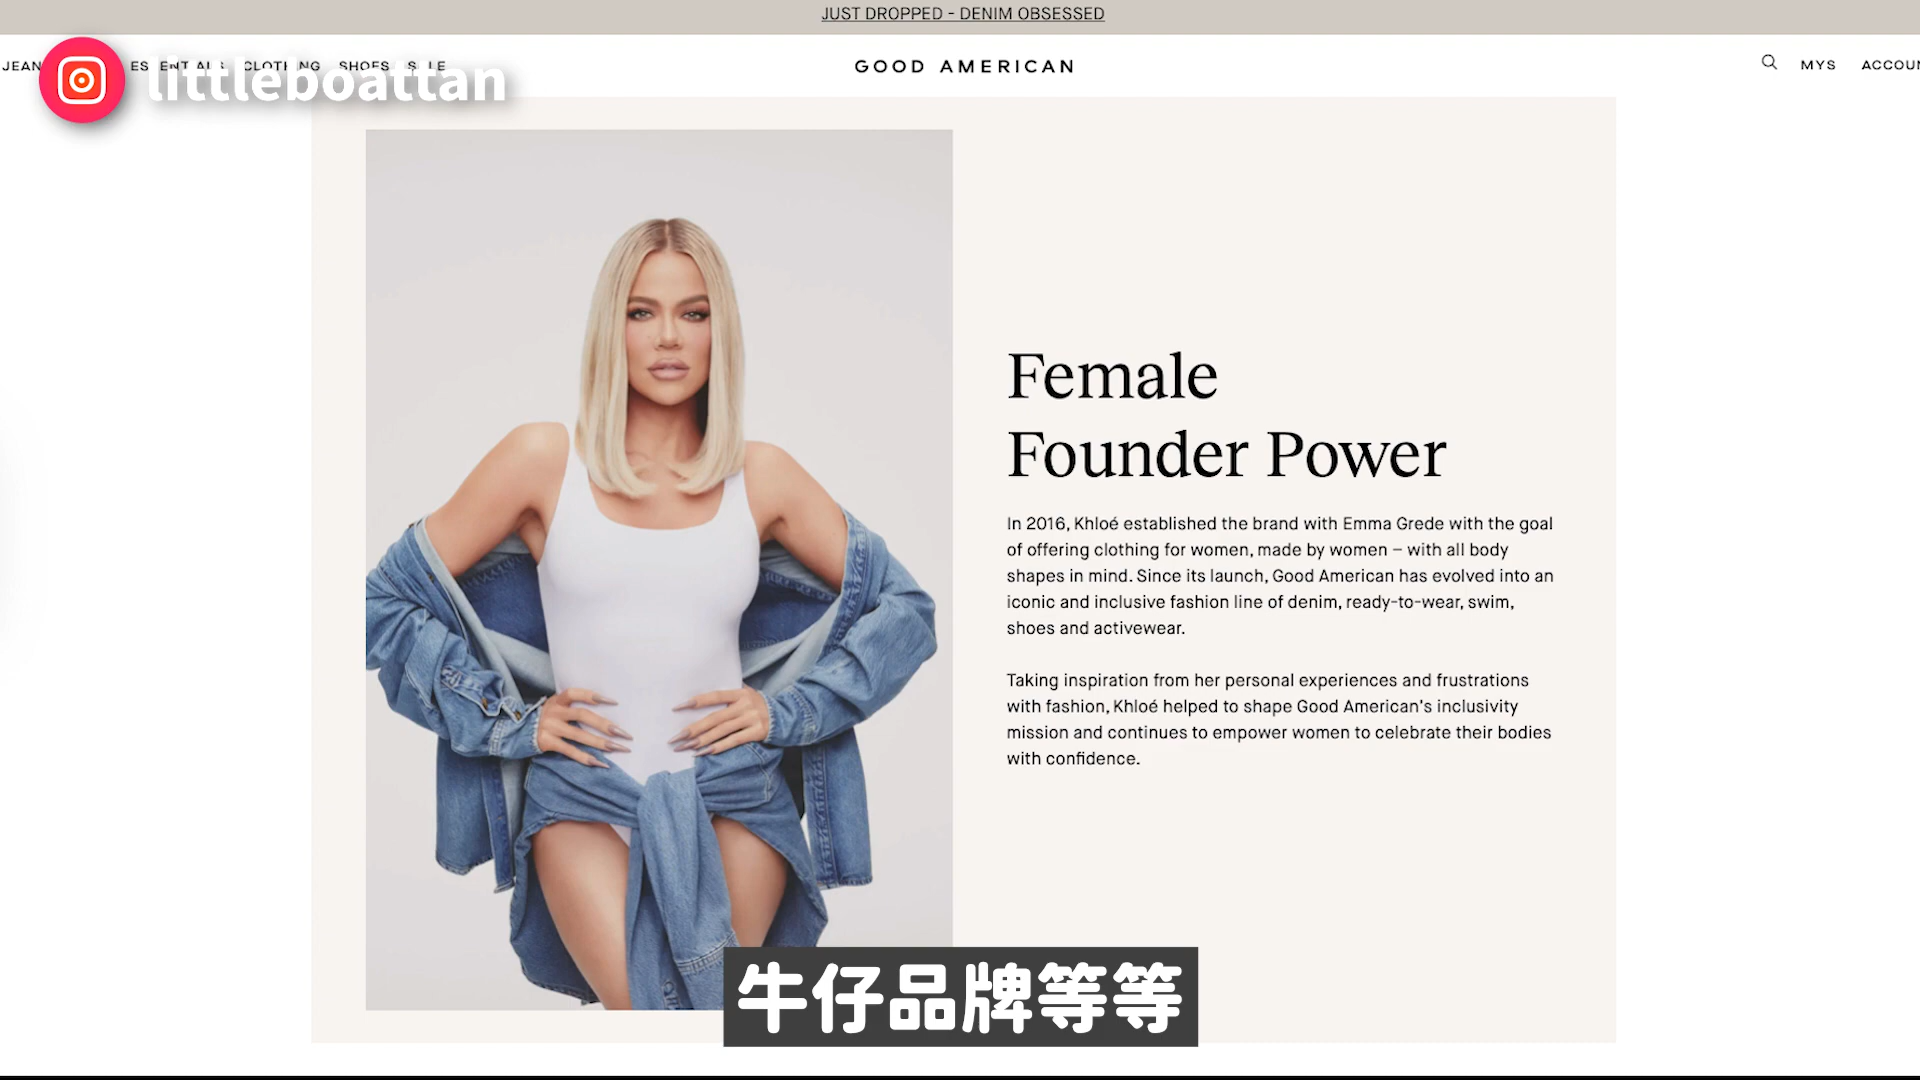 JUST DROPPED - DENIM OBSESSED
littleboattan
CLOTHING SHOES SALE
GOOD AMERICAN
MYS
Female
Founder Power
In 2016, Khloé established the brand with Emma Grede with the goal
of offering clothing for women, made by women – with all body
shapes in mind. Since its launch, Good American has evolved into an
iconic and inclusive fashion line of denim, ready-to-wear, swim,
shoes and activewear.
Taking inspiration from her personal experiences and frustrations
with fashion, Khloé helped to shape Good American's inclusivity
mission and continues to empower women to celebrate their bodies
with confidence.
牛仔品牌等等